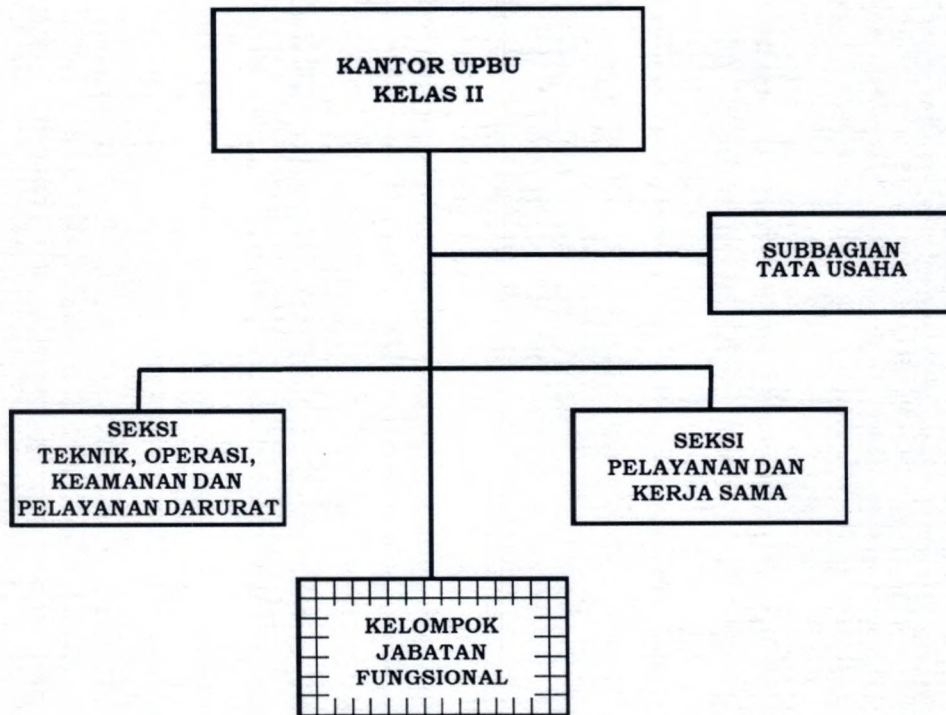 KANTOR UPBU
KELAS II
SUBBAGIAN
TATA USAHA
SEKSI
TEKNIK, OPERASI,
KEAMANAN DAN
PELAYANAN DARURAT
SEKSI
PELAYANAN DAN
KERJA SAMA
KELOMPOK
JABATAN
FUNGSIONAL